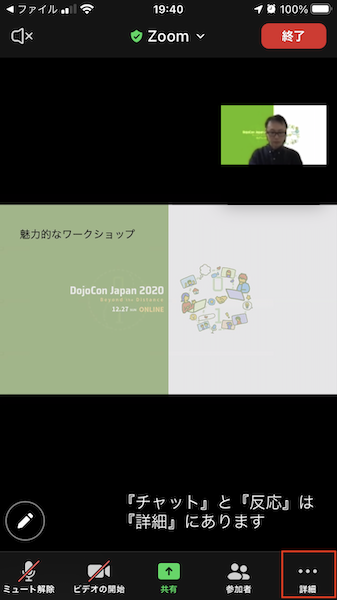 ファイル 19:40 100%
Zoom 終了
魅力的なワークショップ
DojoCon Japan 2020
Beyond the Distance
12.27 ONLINE
『チャット』と『反応』は
『詳細』にあります
ミュート解除 ビデオの開始 共有 参加者 詳細